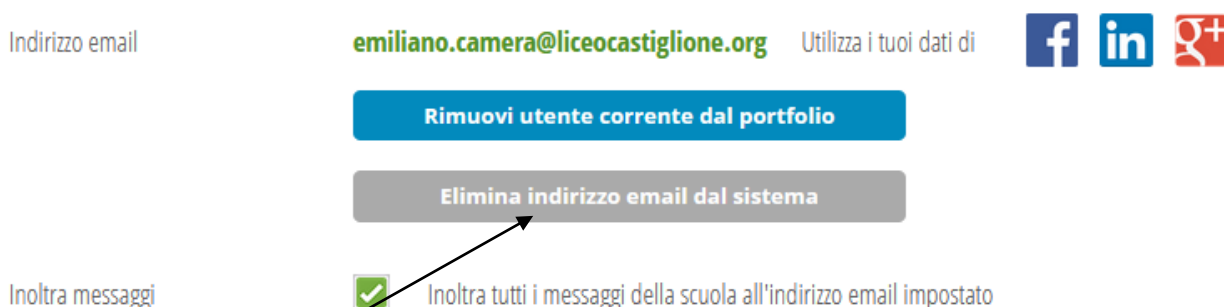 Indirizzo email emiliano.camera@liceocastiglione.org Utilizza i tuoi dati di f in g+
Rimuovi utente corrente dal portfolio
Elimina indirizzo email dal sistema
Inoltra messaggi Inoltra tutti i messaggi della scuola all'indirizzo email impostato